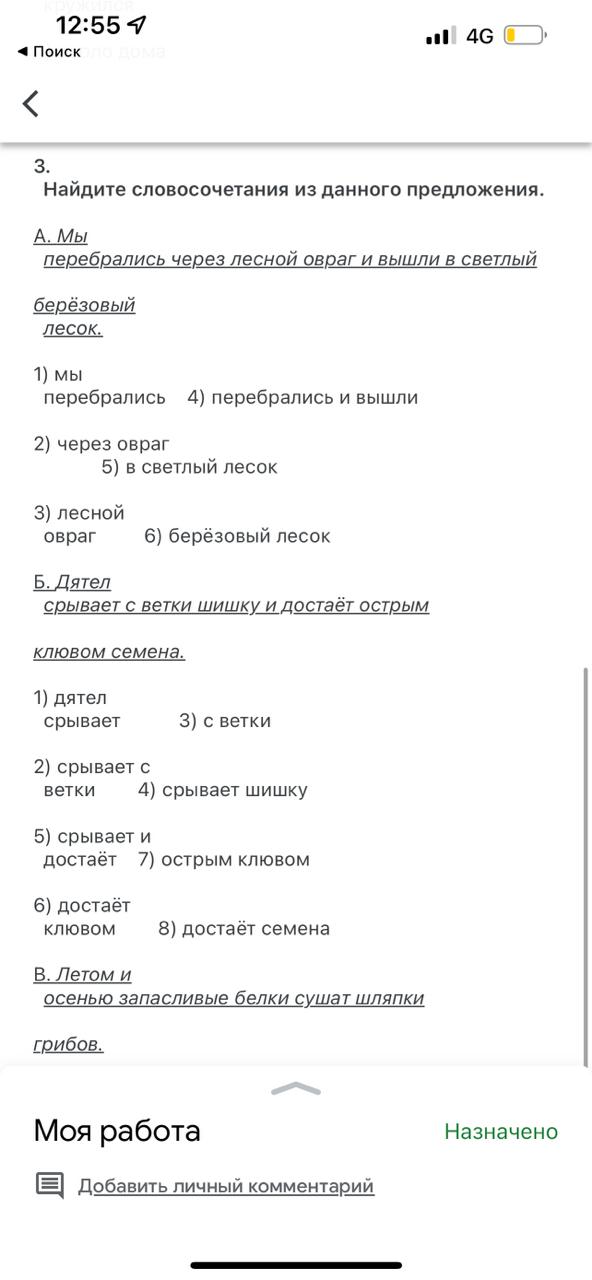 кружился
12:55
4G
◄ Поиск
оло дома
3.
Найдите словосочетания из данного предложения.
А. Мы
перебрались через лесной овраг и вышли в светлый
берёзовый
лесок.
1) мы
перебрались 4) перебрались и вышли
2) через овраг
5) в светлый лесок
3) лесной
овраг 6) берёзовый лесок
Б. Дятел
срывает с ветки шишку и достаёт острым
клювом семена.
1) дятел
срывает 3) с ветки
2) срывает с
ветки 4) срывает шишку
5) срывает и
достаёт 7) острым клювом
6) достаёт
клювом 8) достаёт семена
В. Летом и
осенью запасливые белки сушат шляпки
грибов.
Моя работа
Назначено
Добавить личный комментарий